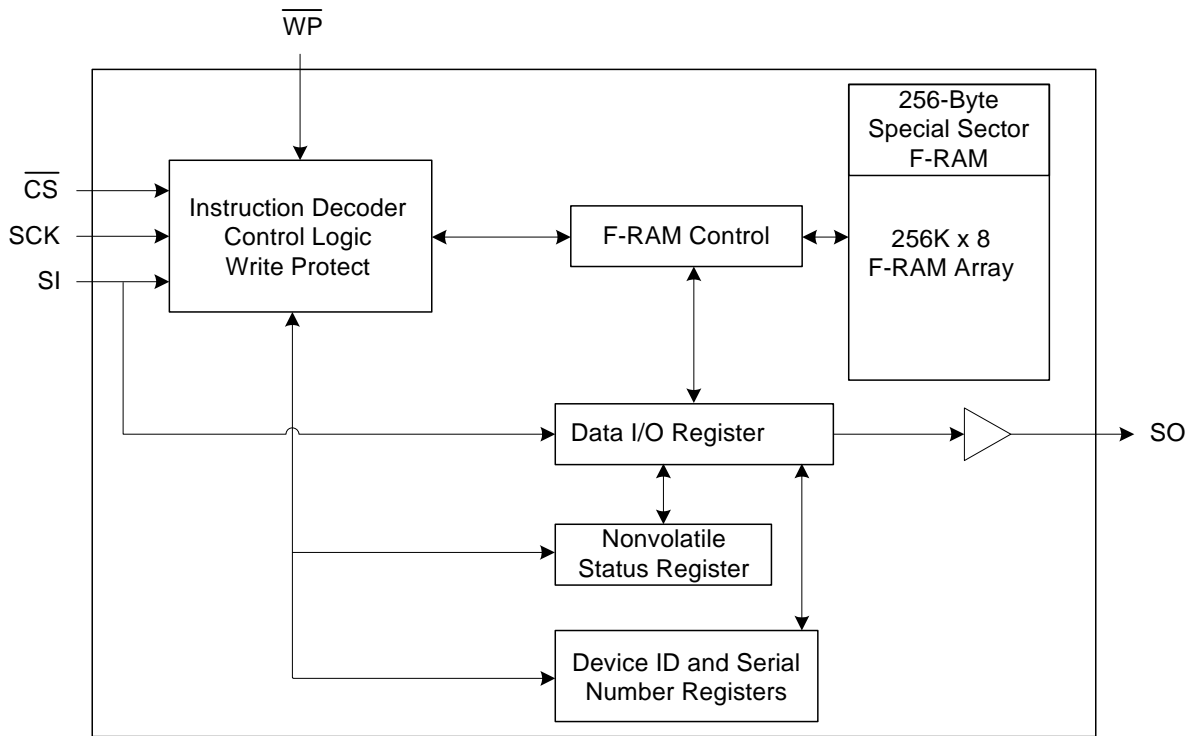 WP
256-Byte
Special Sector
F-RAM
CS
SCK
SI
Instruction Decoder
Control Logic
Write Protect
F-RAM Control
256K x 8
F-RAM Array
Data I/O Register
SO
Nonvolatile
Status Register
Device ID and Serial
Number Registers